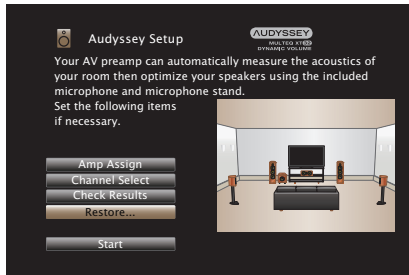 Audyssey Setup
AUDYSSEY
MULTEQ XT32
DYNAMIC VOLUME
Your AV preamp can automatically measure the acoustics of
your room then optimize your speakers using the included
microphone and microphone stand.
Set the following items
if necessary.
Amp Assign
Channel Select
Check Results
Restore...
Start